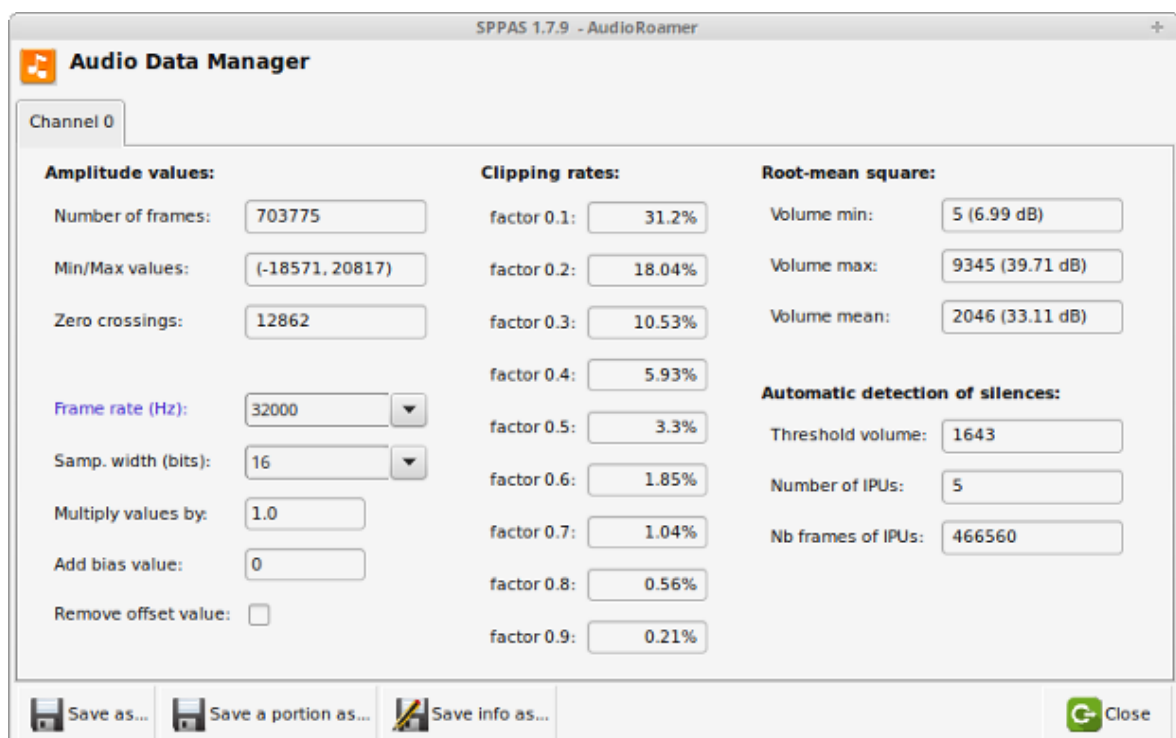 SPPAS 1.7.9 - AudioRoamer
Audio Data Manager
Channel 0
Amplitude values:
Number of frames: 703775
Min/Max values: (-18571, 20817)
Zero crossings: 12862
Frame rate (Hz): 32000
Samp. width (bits): 16
Multiply values by: 1.0
Add bias value: 0
Remove offset value:
Clipping rates:
factor 0.1: 31.2%
factor 0.2: 18.04%
factor 0.3: 10.53%
factor 0.4: 5.93%
factor 0.5: 3.3%
factor 0.6: 1.85%
factor 0.7: 1.04%
factor 0.8: 0.56%
factor 0.9: 0.21%
Root-mean square:
Volume min: 5 (6.99 dB)
Volume max: 9345 (39.71 dB)
Volume mean: 2046 (33.11 dB)
Automatic detection of silences:
Threshold volume: 1643
Number of IPUs: 5
Nb frames of IPUs: 466560
Save as... Save a portion as... Save info as... Close